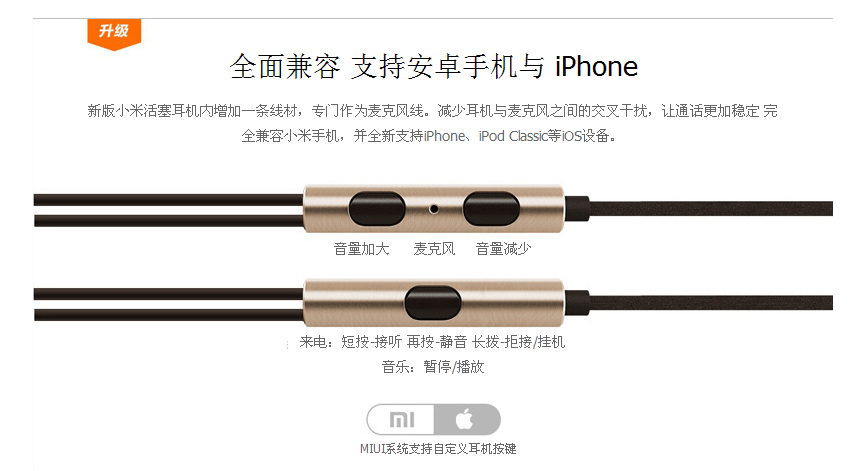 升级
全面兼容 支持安卓手机与 iPhone
新版小米活塞耳机内增加一条线材，专门作为麦克风线。减少耳机与麦克风之间的交叉干扰，让通话更加稳定 完
全兼容小米手机，并全新支持iPhone、iPod Classic等iOS设备。
音量加大 麦克风 音量减少
来电：短按-接听 再按-静音 长拨-拒接/挂机
音乐：暂停/播放
mi
MIUI系统支持自定义耳机按键